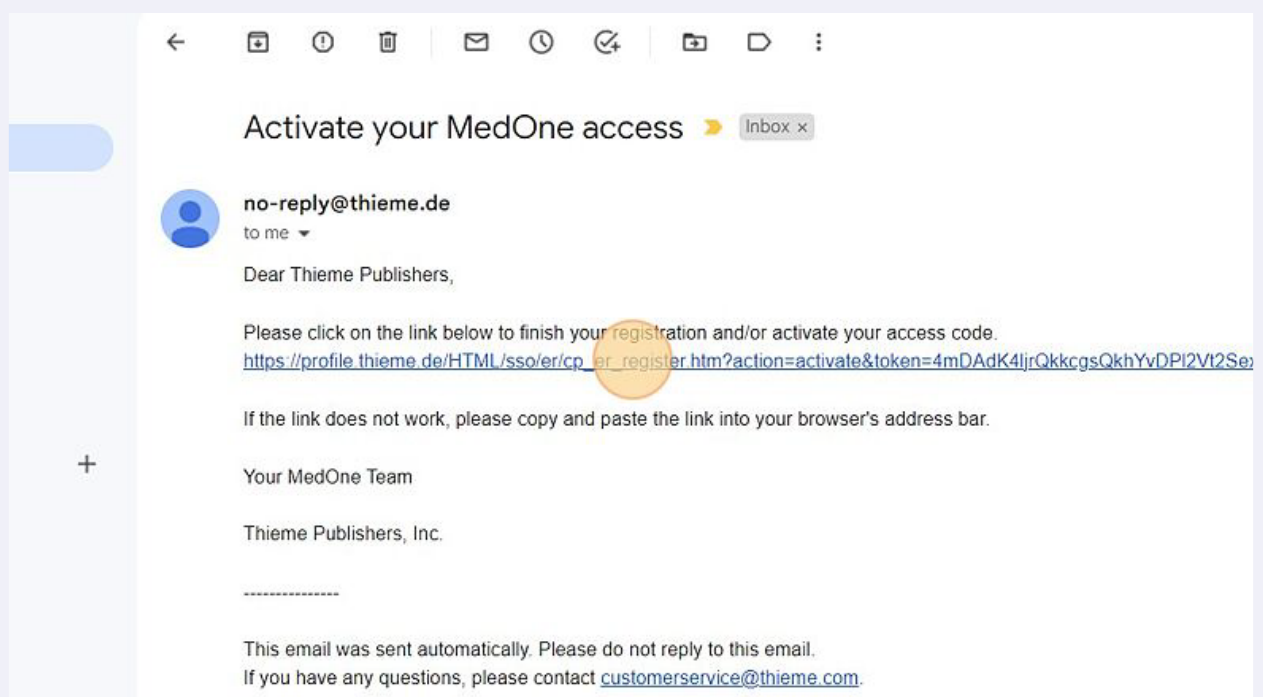 Activate your MedOne access
Inbox ×
no-reply@thieme.de
to me
Dear Thieme Publishers,
Please click on the link below to finish your registration and/or activate your access code.
https://profile.thieme.de/HTML/sso/er/cp_er_register.htm?action=activate&token=4mDAdK4ljrQkkcgsQkhYvDPl2Vt2Sex
If the link does not work, please copy and paste the link into your browser's address bar.
Your MedOne Team
Thieme Publishers, Inc.
---------------
This email was sent automatically. Please do not reply to this email.
If you have any questions, please contact customerservice@thieme.com.